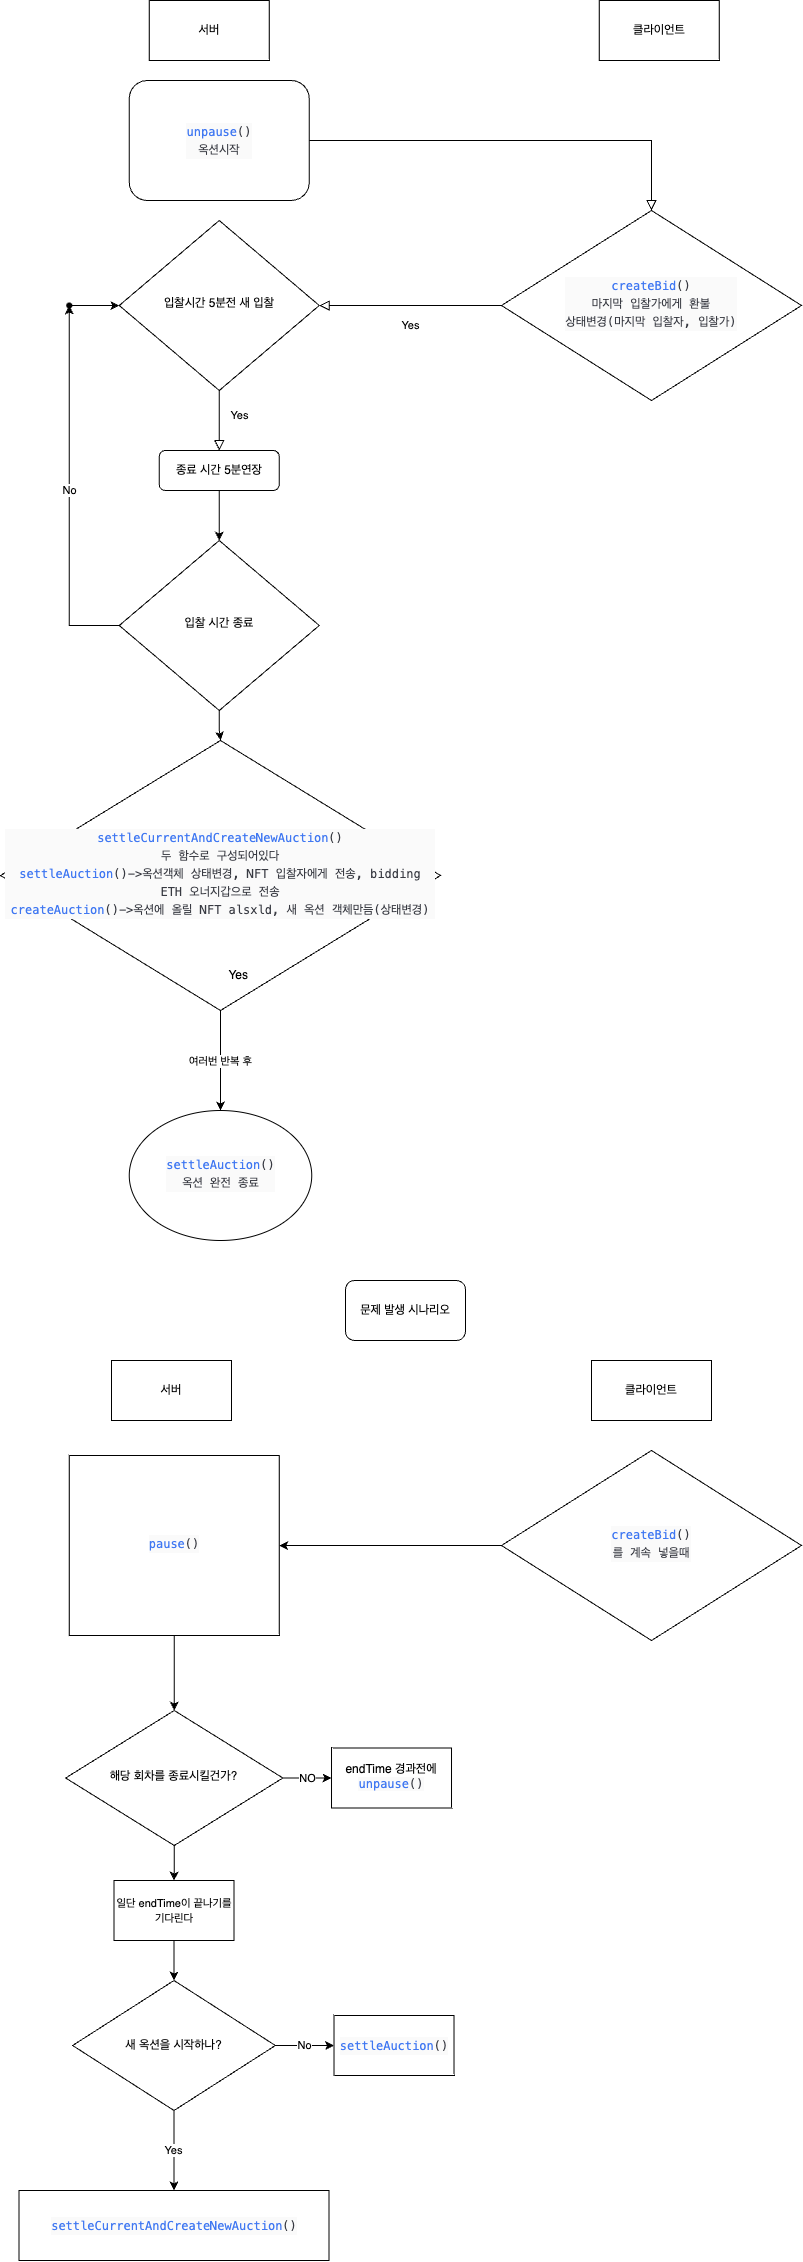 서버
클라이언트
unpause()
옥션시작
입찰시간 5분전 새 입찰
createBid()
마지막 입찰가에게 환불
상태변경(마지막 입찰자, 입찰가)
Yes
Yes
종료 시간 5분연장
No
입찰 시간 종료
settleCurrentAndCreateNewAuction()
두 함수로 구성되어있다
settleAuction()->옥션객체 상태변경, NFT 입찰자에게 전송, bidding
ETH 오너지갑으로 전송
createAuction()->옥션에 올릴 NFT alsxld, 새 옥션 객체만듬(상태변경)
Yes
여러번 반복 후
settleAuction()
옥션 완전 종료
문제 발생 시나리오
서버
클라이언트
pause()
createBid()
를 계속 넣을때
해당 회차를 종료시킬건가?
NO
endTime 경과전에
unpause()
일단 endTime이 끝나기를
기다린다
새 옥션을 시작하나?
No
settleAuction()
Yes
settleCurrentAndCreateNewAuction()